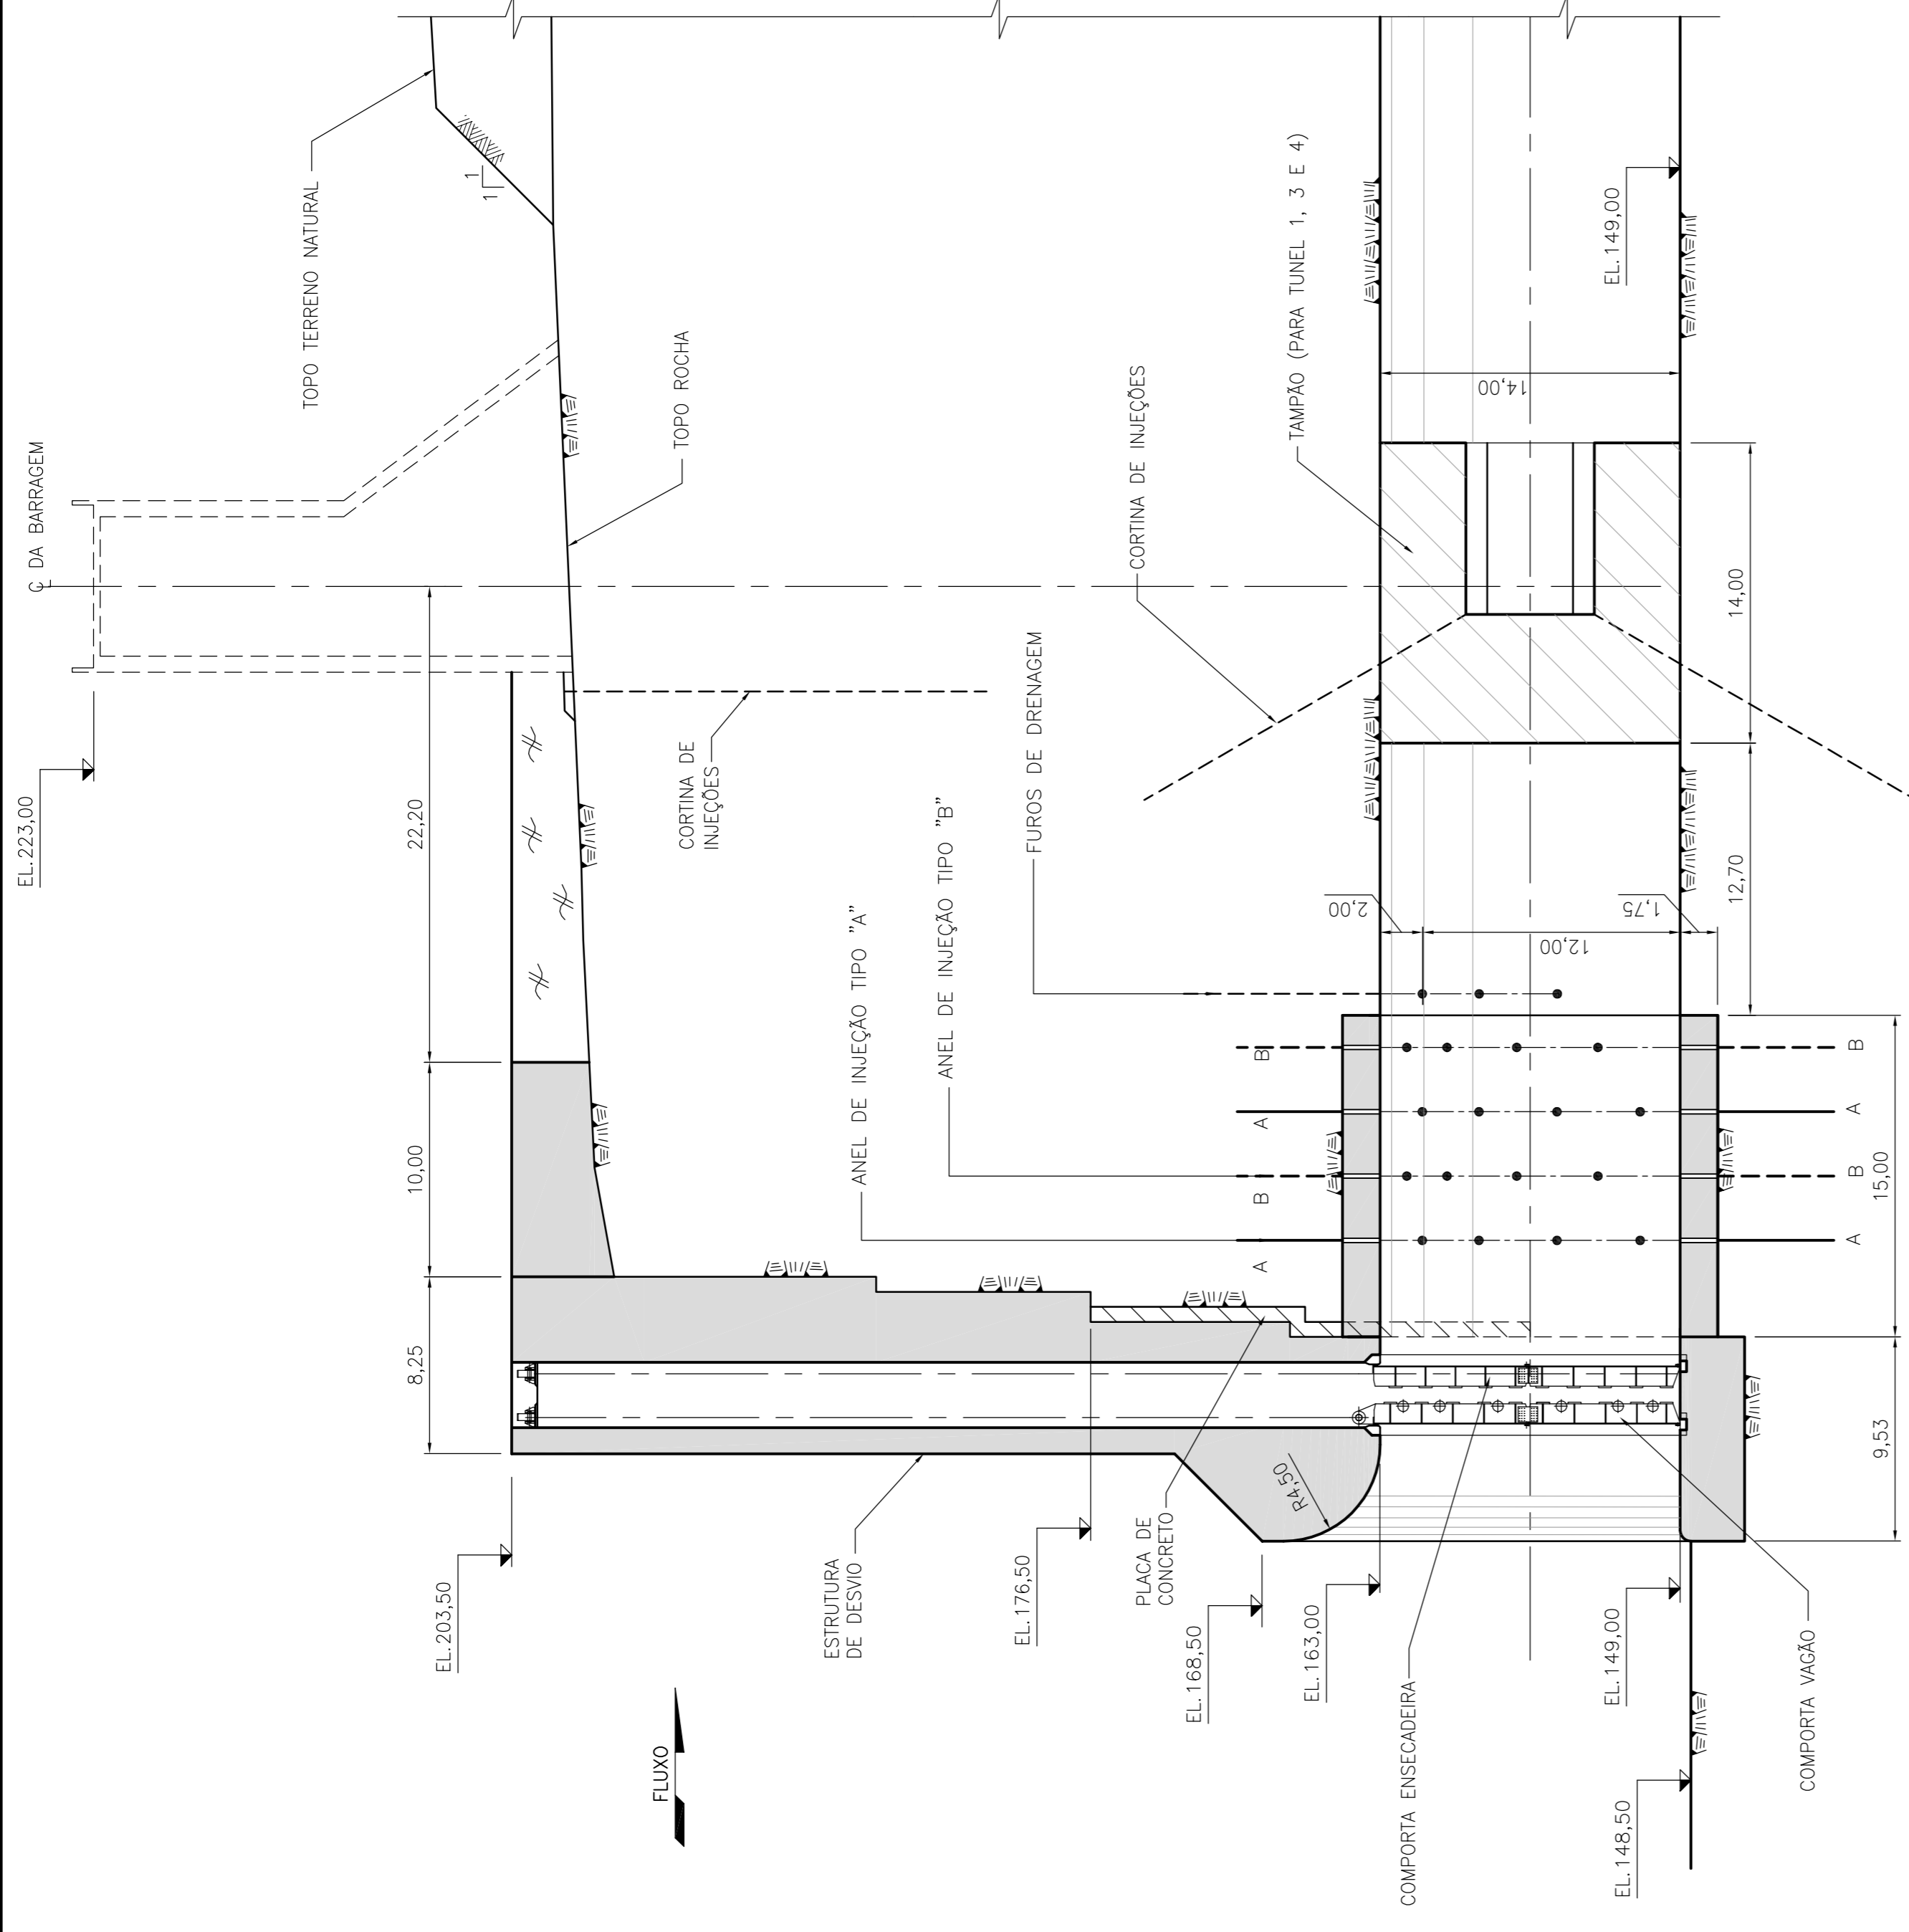 ℄ DA BARRAGEM
EL.223,00
TOPO TERRENO NATURAL
1
1
22,20
10,00
8,25
EL.203,50
TOPO ROCHA
CORTINA DE
INJEÇÕES
FLUXO
ESTRUTURA
DE DESVIO
ANEL DE INJEÇÃO TIPO "A"
ANEL DE INJEÇÃO TIPO "B"
FUROS DE DRENAGEM
CORTINA DE INJEÇÕES
TAMPÃO (PARA TUNEL 1, 3 E 4)
EL.176,50
PLACA DE
CONCRETO
EL.168,50
R4,50
EL.163,00
A
B
A
B
2,00
12,00
1,75
14,00
EL.149,00
COMPORTA ENSECADEIRA
EL.149,00
EL.148,50
COMPORTA VAGÃO
A
B
A
B
9,53
15,00
12,70
14,00